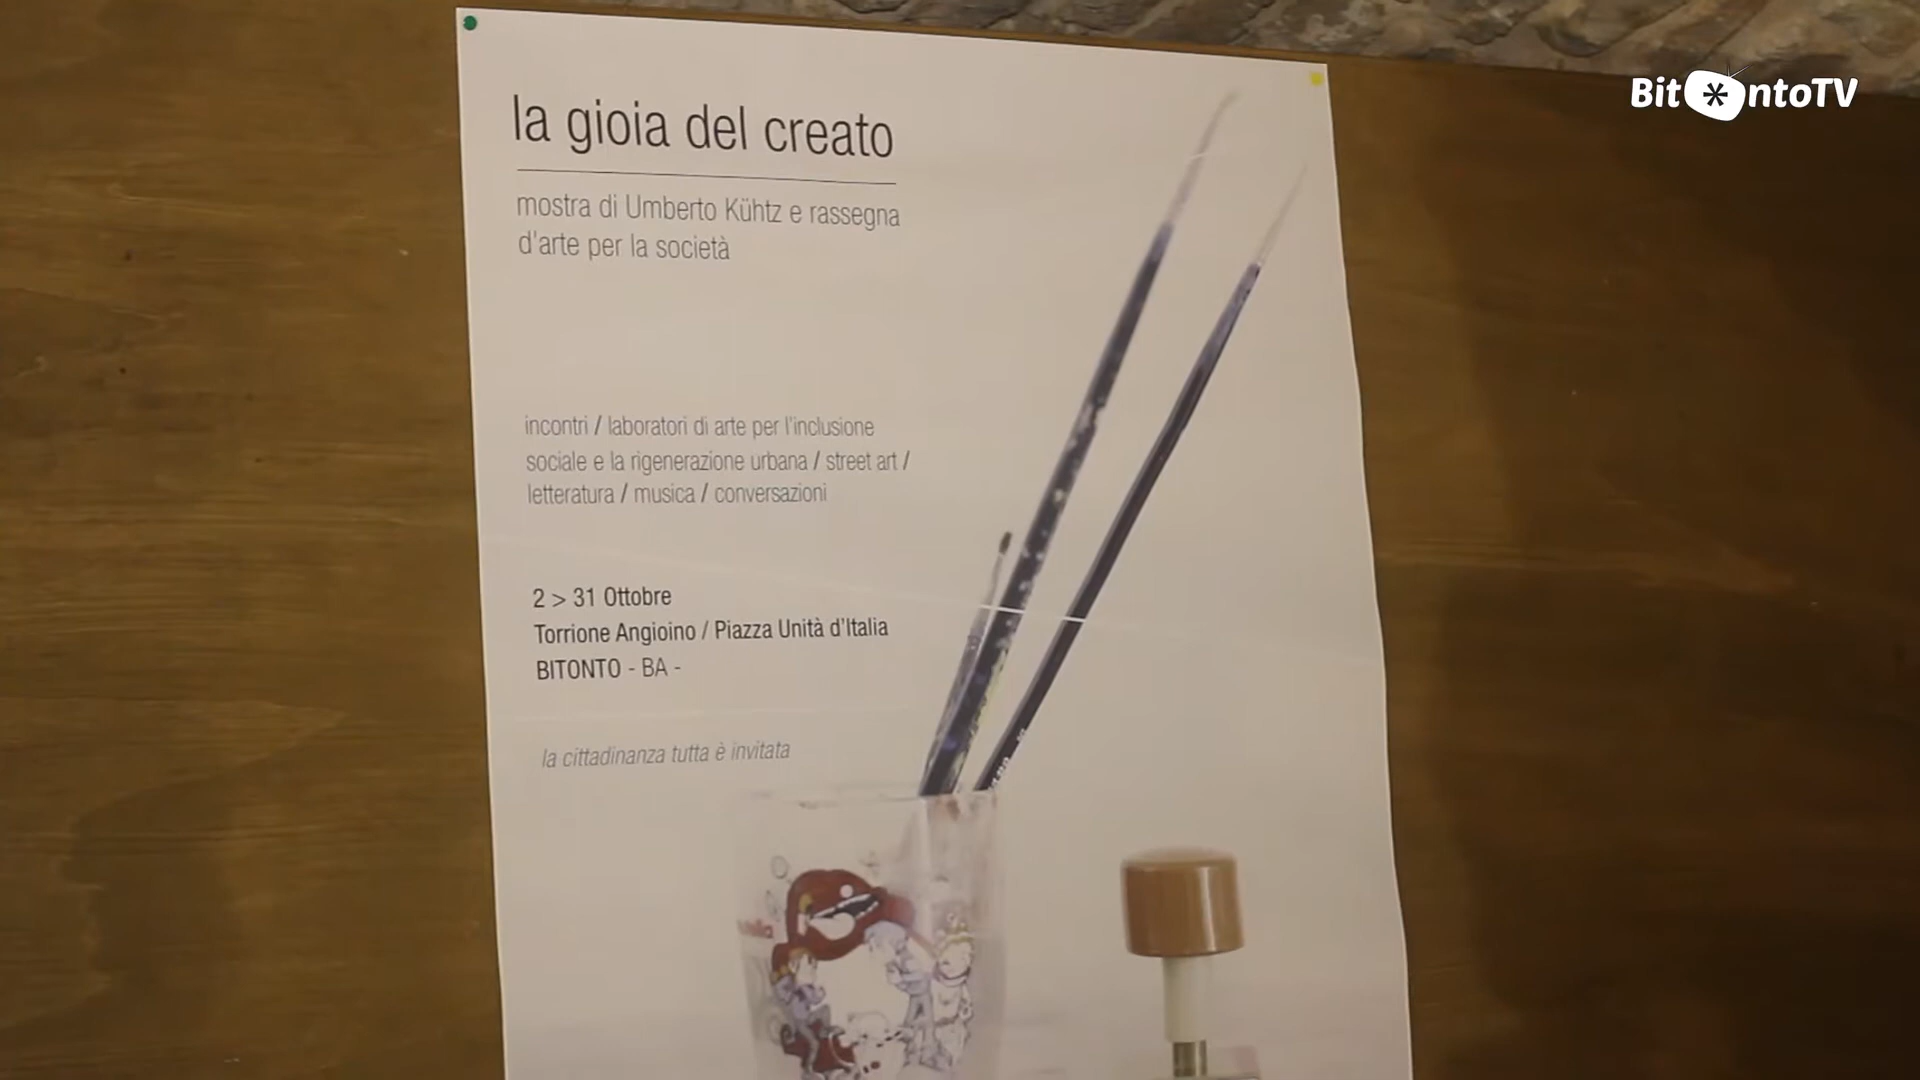 la gioia del creato
mostra di Umberto Kühtz e rassegna
d'arte per la società
incontri / laboratori di arte per l'inclusione
sociale e la rigenerazione urbana / street art /
letteratura / musica / conversazioni
2 > 31 Ottobre
Torrione Angioino / Piazza Unità d'Italia
BITONTO - BA -
la cittadinanza tutta è invitata
BitontoTV